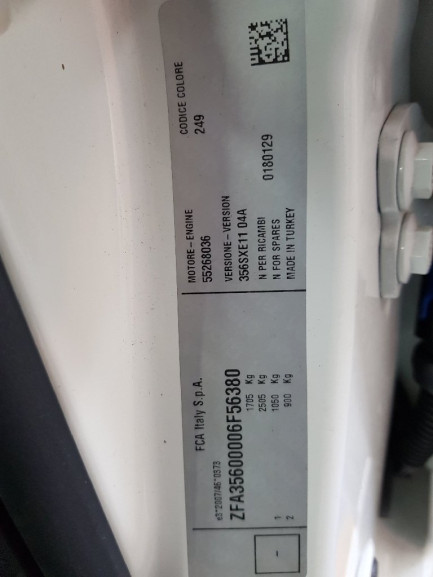 FCA Italy S.p.A.
e3*2007/46*0373
ZFA35600006F56380
1705 Kg
2505 Kg
1 1050 Kg
2 900 Kg
-
MOTORE-ENGINE
55268036
VERSIONE-VERSION
356SXE11 04A
N PER RICAMBI
N FOR SPARES 0180129
MADE IN TURKEY
CODICE COLORE
249